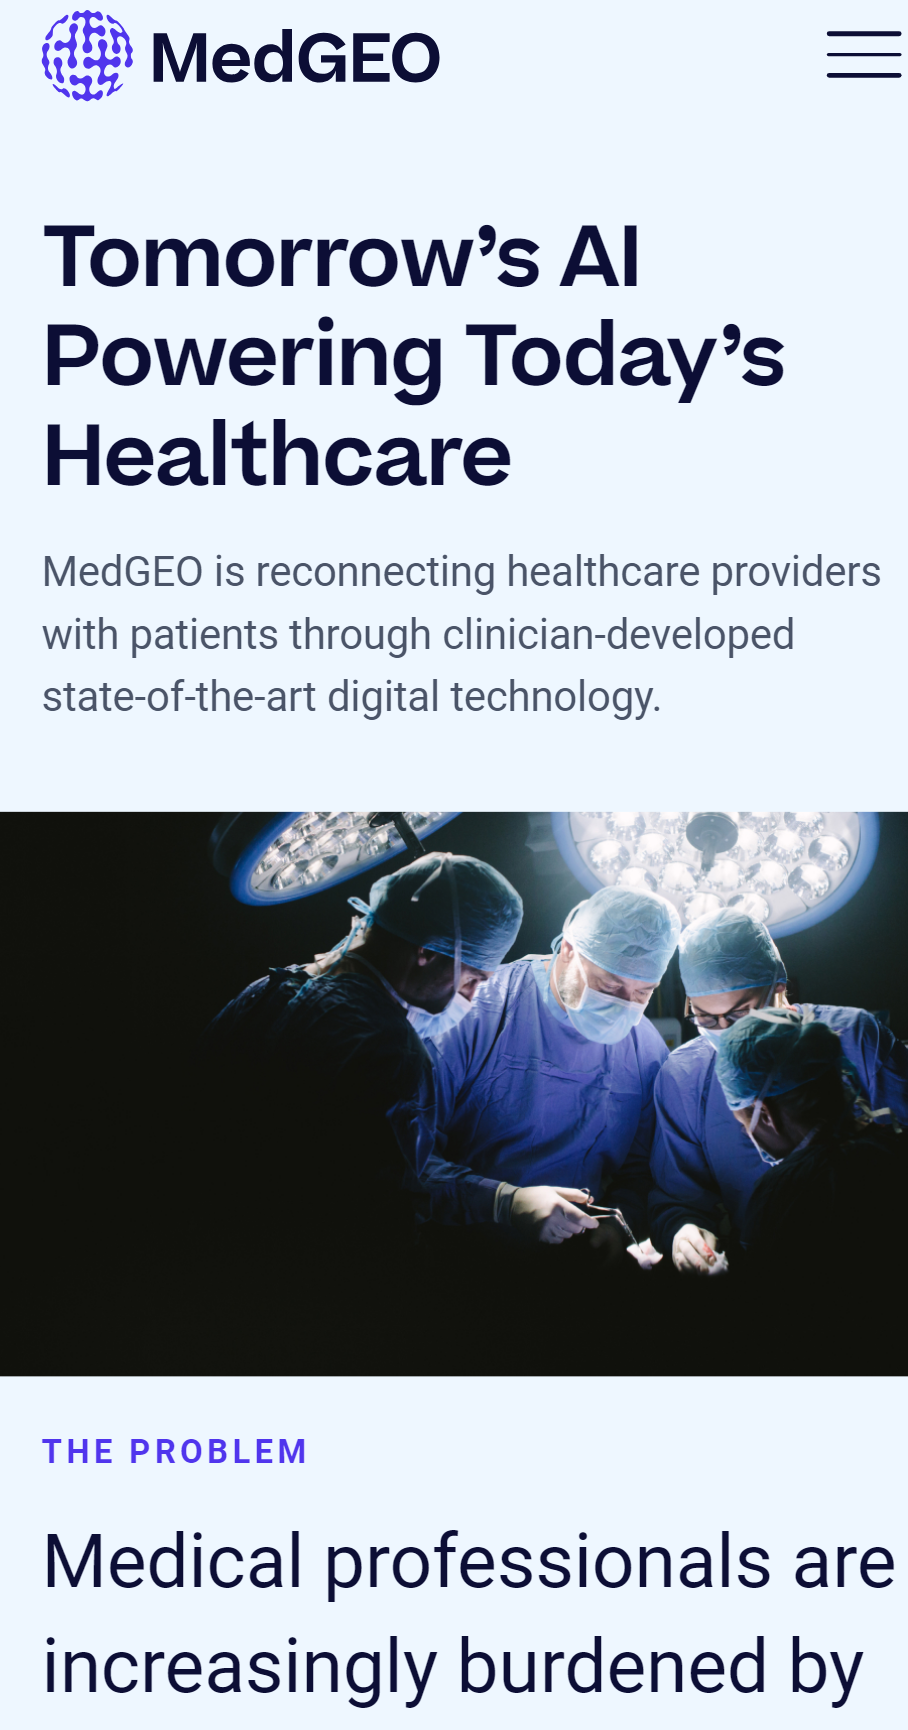 MedGEO
Tomorrow’s AI
Powering Today’s
Healthcare
MedGEO is reconnecting healthcare providers
with patients through clinician-developed
state-of-the-art digital technology.
THE PROBLEM
Medical professionals are
increasingly burdened by